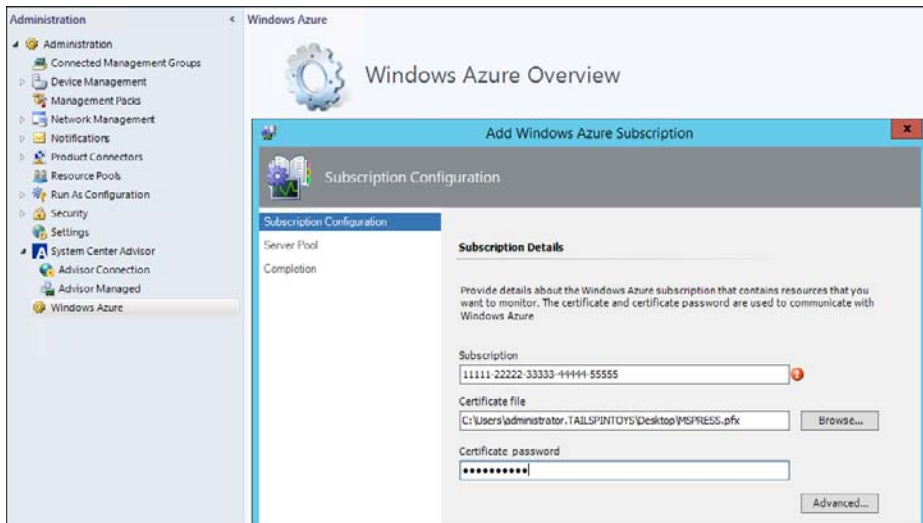 Administration
Administration
Connected Management Groups
Device Management
Management Packs
Network Management
Notifications
Product Connectors
Resource Pools
Run As Configuration
Security
Settings
System Center Advisor
Advisor Connection
Advisor Managed
Windows Azure
Windows Azure
Windows Azure Overview
Add Windows Azure Subscription
x
Subscription Configuration
Subscription Configuration
Server Pool
Completion
Subscription Details
Provide details about the Windows Azure subscription that contains resources that you
want to monitor. The certificate and certificate password are used to communicate with
Windows Azure
Subscription
11111-22222-33333-44444-55555
Certificate file
C:\Users\administrator.TAILSPINTOYS\Desktop\MSPRESS.pfx
Browse...
Certificate password
●●●●●●●●●●
Advanced...